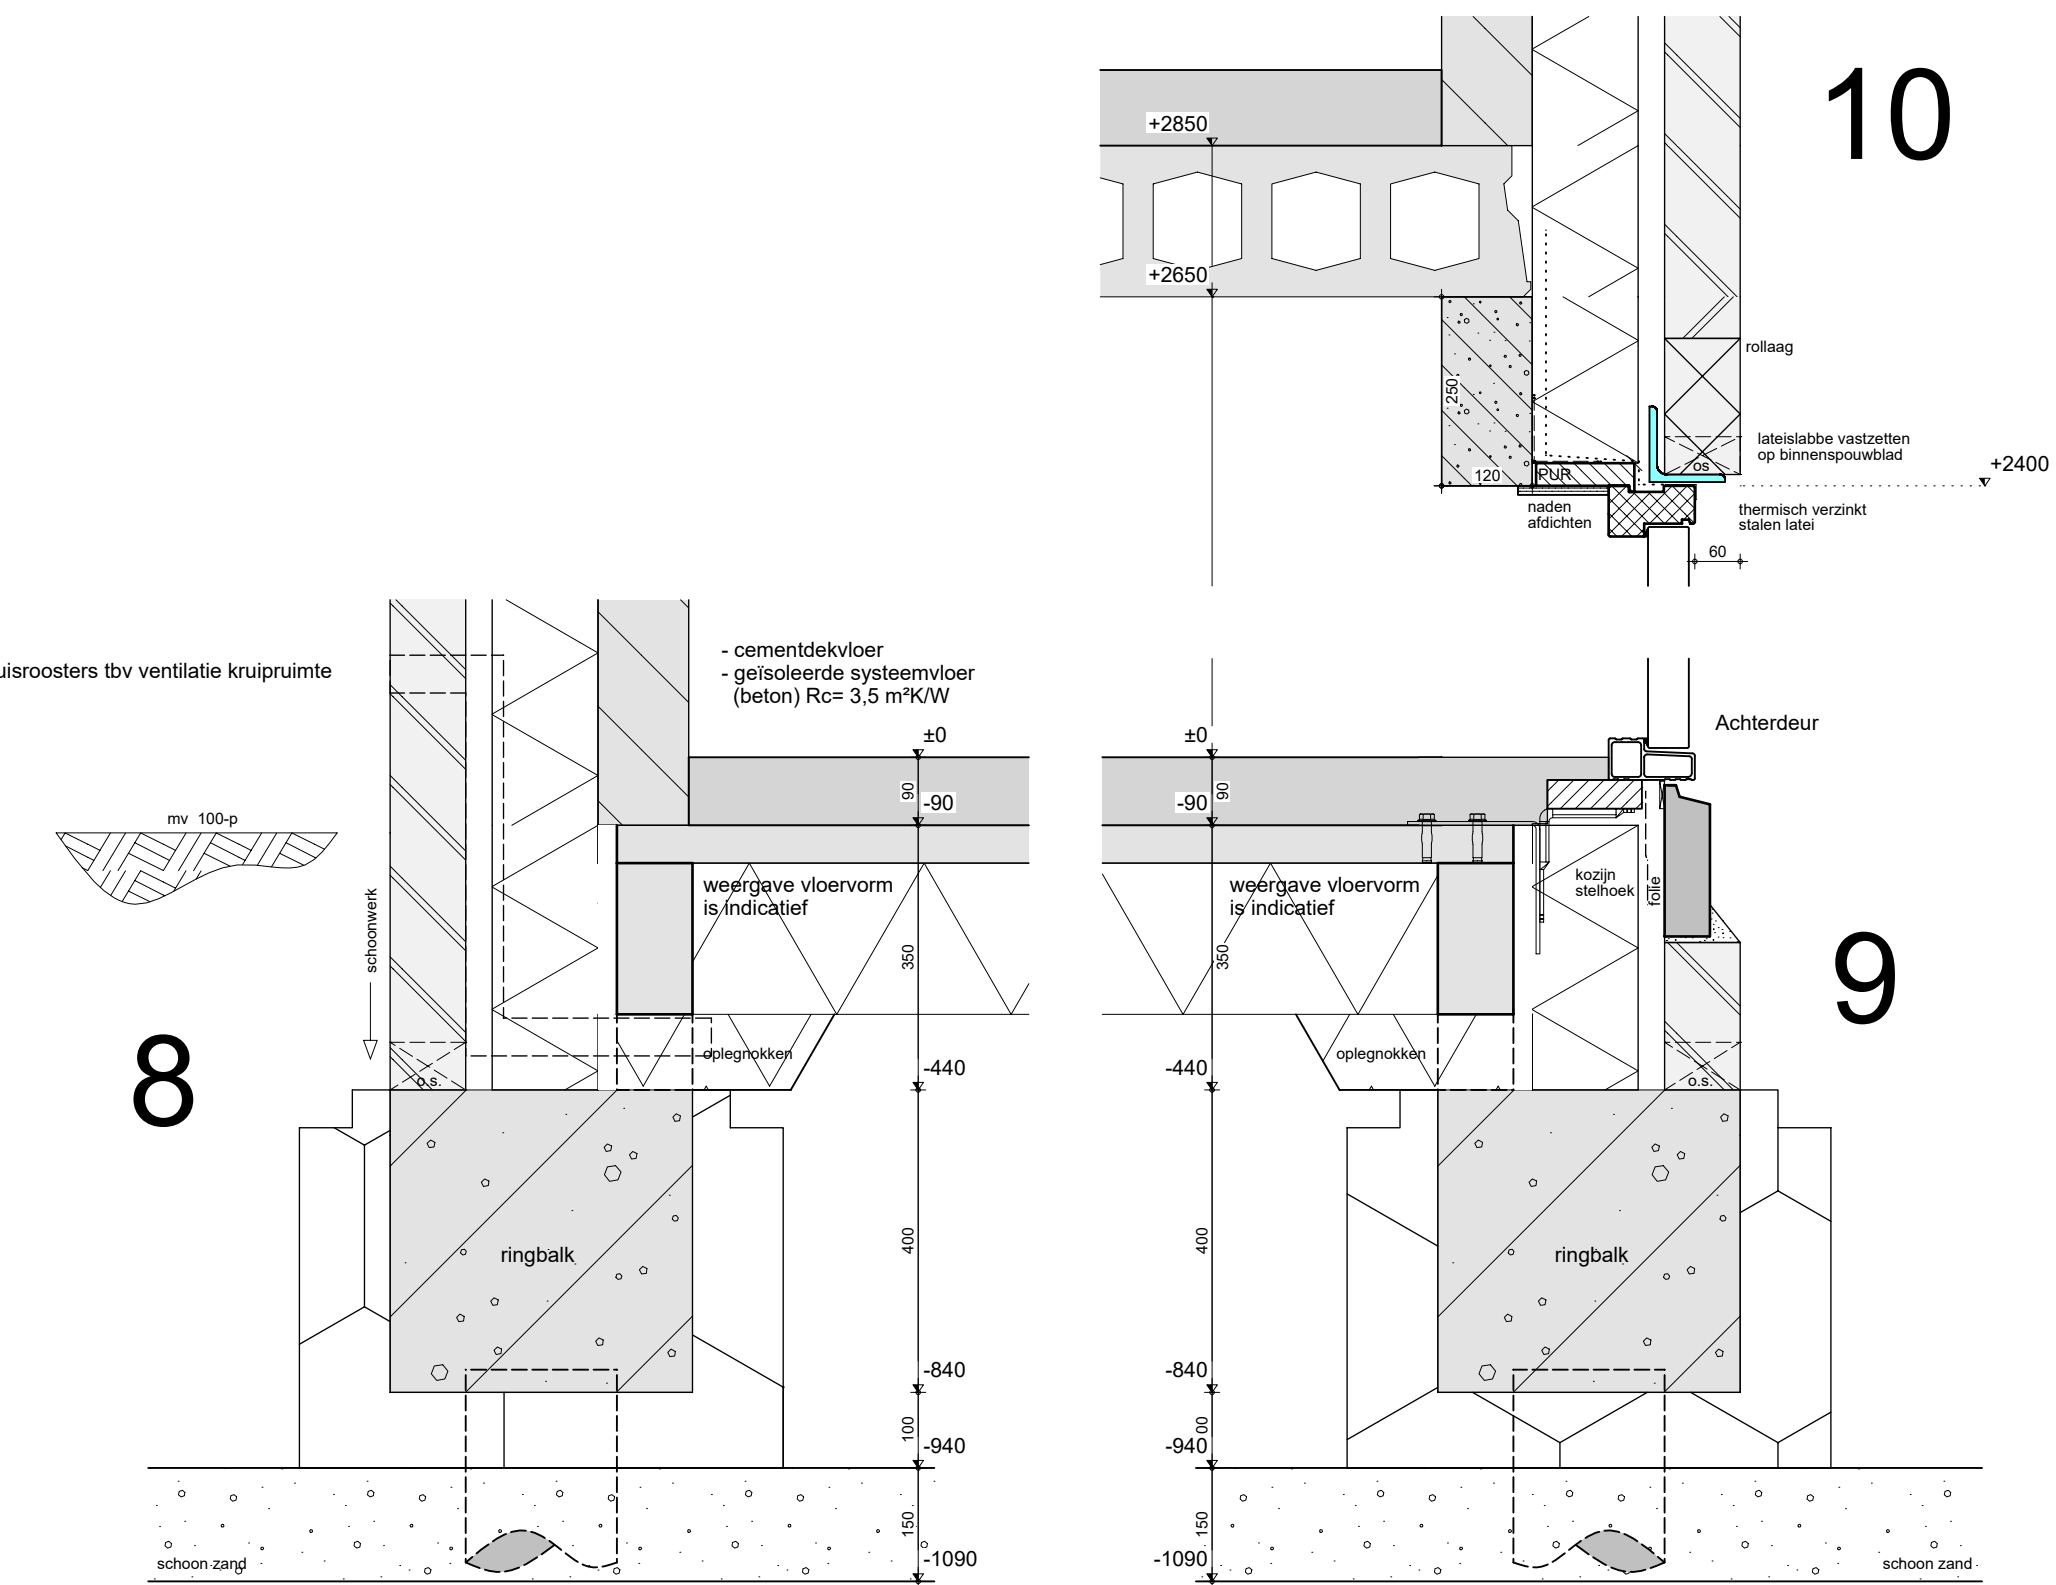 10
+2850
+2650
rollaag
250
lateislabbe vastzetten
op binnenspouwblad
os
+2400
120
PUR
naden
afdichten
thermisch verzinkt
stalen latei
60
uisroosters tbv ventilatie kruipruimte
- cementdekvloer
- geïsoleerde systeemvloer
(beton) Rc= 3,5 m²K/W
±0
90
-90
mv 100-p
schoonwerk
weergave vloervorm
is indicatief
350
oplegnokken
-440
o.s.
8
ringbalk
400
-840
100
-940
150
-1090
schoon zand
Achterdeur
±0
90
-90
weergave vloervorm
is indicatief
350
kozijn
stelhoek
folie
9
oplegnokken
-440
o.s.
ringbalk
400
-840
100
-940
150
-1090
schoon zand